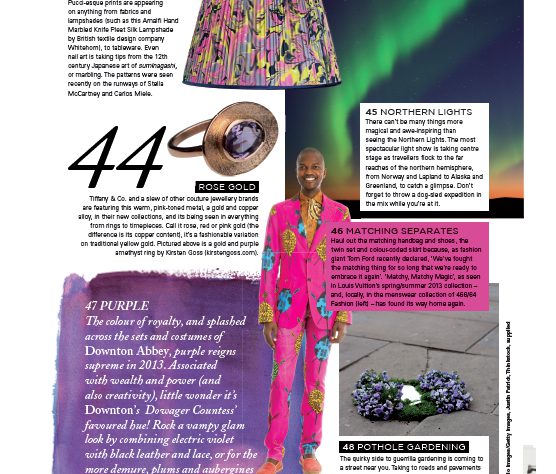 Pucci-esque prints are appearing
on anything from fabrics and
lampshades (such as this Amalfi Hand
Marbled Knife Pleat Silk Lampshade
by British textile design company
Whitehorn), to tableware. Even
nail art is taking tips from the 12th
century Japanese art of suminagashi,
or marbling. The patterns were seen
recently on the runways of Stella
McCartney and Carlos Miele.
44
ROSE GOLD
Tiffany & Co. and a slew of other couture jewellery brands
are featuring this warm, pink-toned metal, a gold and copper
alloy, in their new collections, and its being seen in everything
from rings to timepieces. Call it rose, red or pink gold (the
difference is its copper content), it's a fashionable variation
on traditional yellow gold. Pictured above is a gold and purple
amethyst ring by Kirsten Goss (kirstengoss.com).
45 NORTHERN LIGHTS
There can't be many things more
magical and awe-inspiring than
seeing the Northern Lights. The most
spectacular light show is taking centre
stage as travellers flock to the far
reaches of the northern hemisphere,
from Norway and Lapland to Alaska and
Greenland, to catch a glimpse. Don't
forget to throw a dog-sled expedition in
the mix while you're at it.
46 MATCHING SEPARATES
Haul out the matching handbag and shoes, the
twin set and colour-coded skirt because, as fashion
giant Tom Ford recently declared, 'We've fought
the matching thing for so long that we're ready to
embrace it again'. 'Matchy, Matchy Magic', as seen
in Louis Vuitton's spring/summer 2013 collection –
and, locally, in the menswear collection of 466/64
Fashion (left) – has found its way home again.
47 PURPLE
The colour of royalty, and splashed
across the sets and costumes of
Downton Abbey, purple reigns
supreme in 2013. Associated
with wealth and power (and
also creativity), little wonder it's
Downton's Dowager Countess'
favoured hue! Rock a vampy glam
look by combining electric violet
with black leather and lace, or for the
more demure, plums and aubergines
48 POTHOLE GARDENING
The quirky side to guerrilla gardening is coming to
a street near you. Taking to roads and pavements
Images/Getty Images, Justin Patrick, Thinkstock, supplied